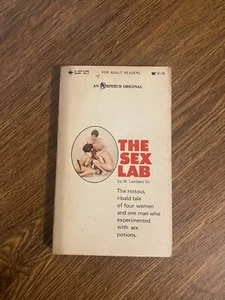 FOR ADULT READERS
AN ORPHEUS ORIGINAL
THE
SEX
LAB
by W. Lambert III
The riotous,
ribald tale
of four women
and one man who
experimented
with sex
potions.